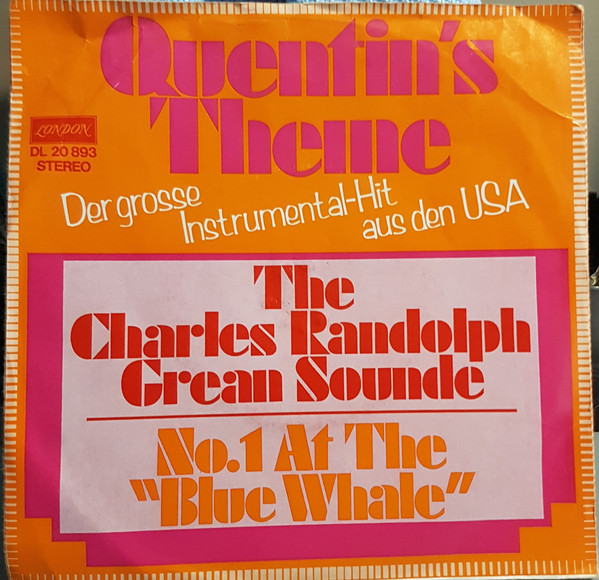 Quentin's
Theme
LONDON
DL 20 893
STEREO
Der grosse
Instrumental-Hit
aus den USA
The
Charles Randolph
Grean Sounde
No.1 At The
"Blue Whale"